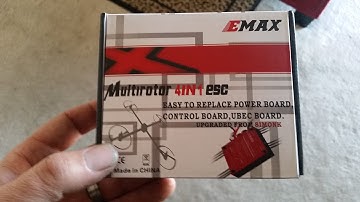 EMAX
Multirotor 4IN1 esc
EASY TO REPLACE POWER BOARD,
CONTROL BOARD, UBEC BOARD.
UPGRADED FROM SIMONK
CE
Made in CHINA